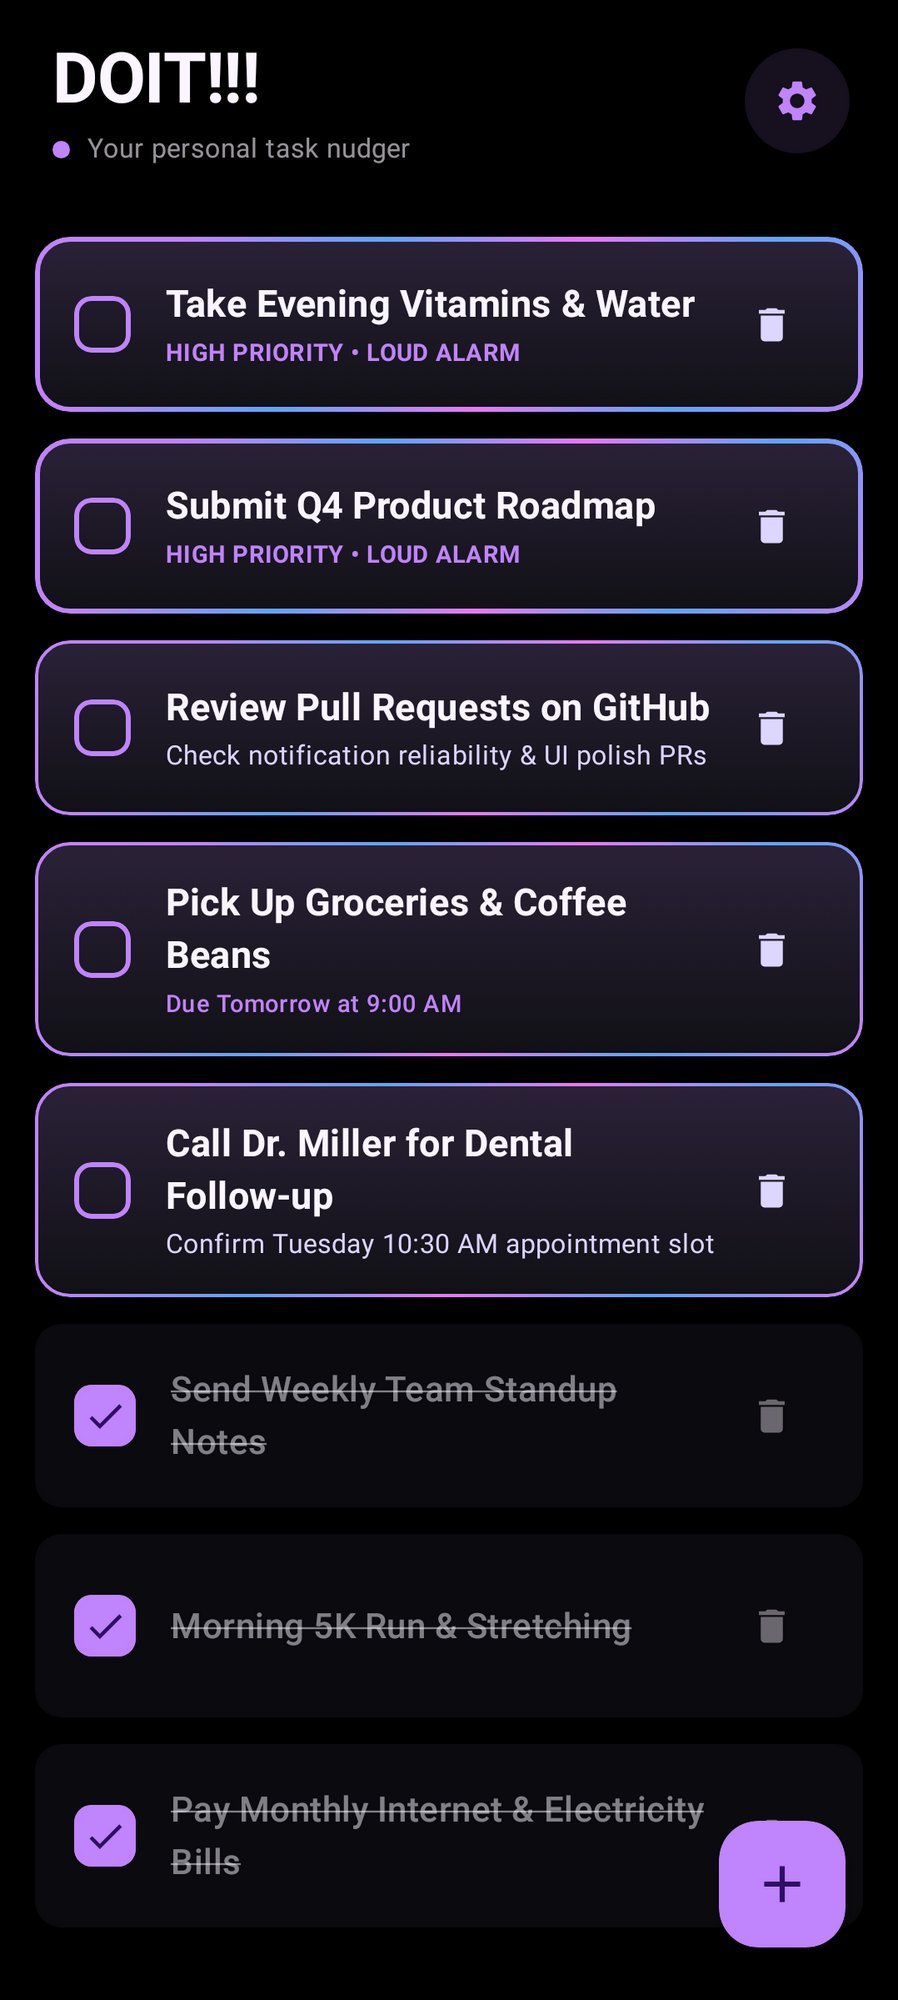 DOIT!!!
Your personal task nudger
Take Evening Vitamins & Water
HIGH PRIORITY • LOUD ALARM
Submit Q4 Product Roadmap
HIGH PRIORITY • LOUD ALARM
Review Pull Requests on GitHub
Check notification reliability & UI polish PRs
Pick Up Groceries & Coffee
Beans
Due Tomorrow at 9:00 AM
Call Dr. Miller for Dental
Follow-up
Confirm Tuesday 10:30 AM appointment slot
Send Weekly Team Standup
Notes
Morning 5K Run & Stretching
Pay Monthly Internet & Electricity
Bills